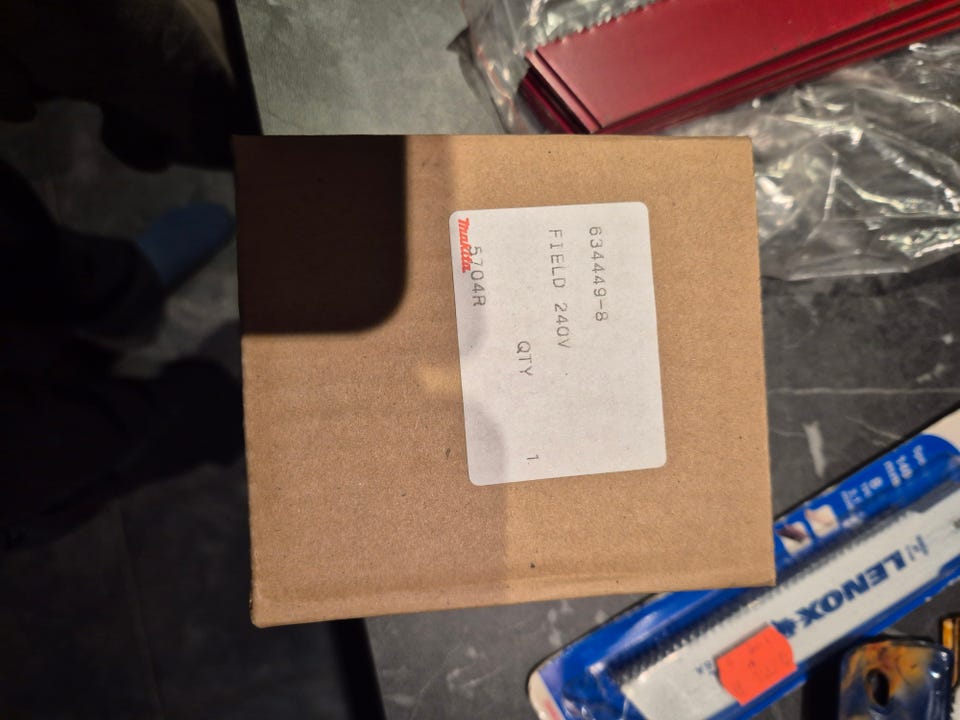 634449-8
FIELD 240V
QTY 1
5704R
Makita
LENOX